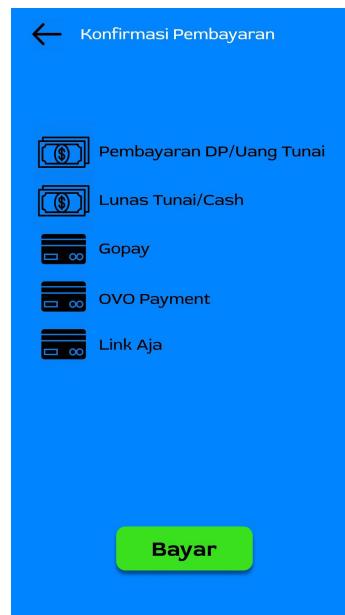 Konfirmasi Pembayaran
Pembayaran DP/Uang Tunai
Lunas Tunai/Cash
Gopay
OVO Payment
Link Aja
Bayar